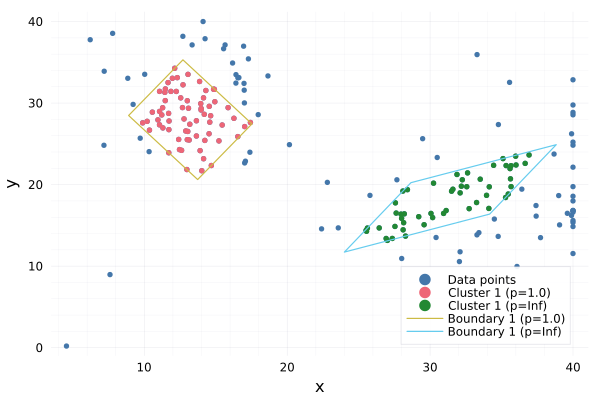 40
30
20
10
0
y
10
20
30
40
x
Data points
Cluster 1 (p=1.0)
Cluster 1 (p=Inf)
Boundary 1 (p=1.0)
Boundary 1 (p=Inf)